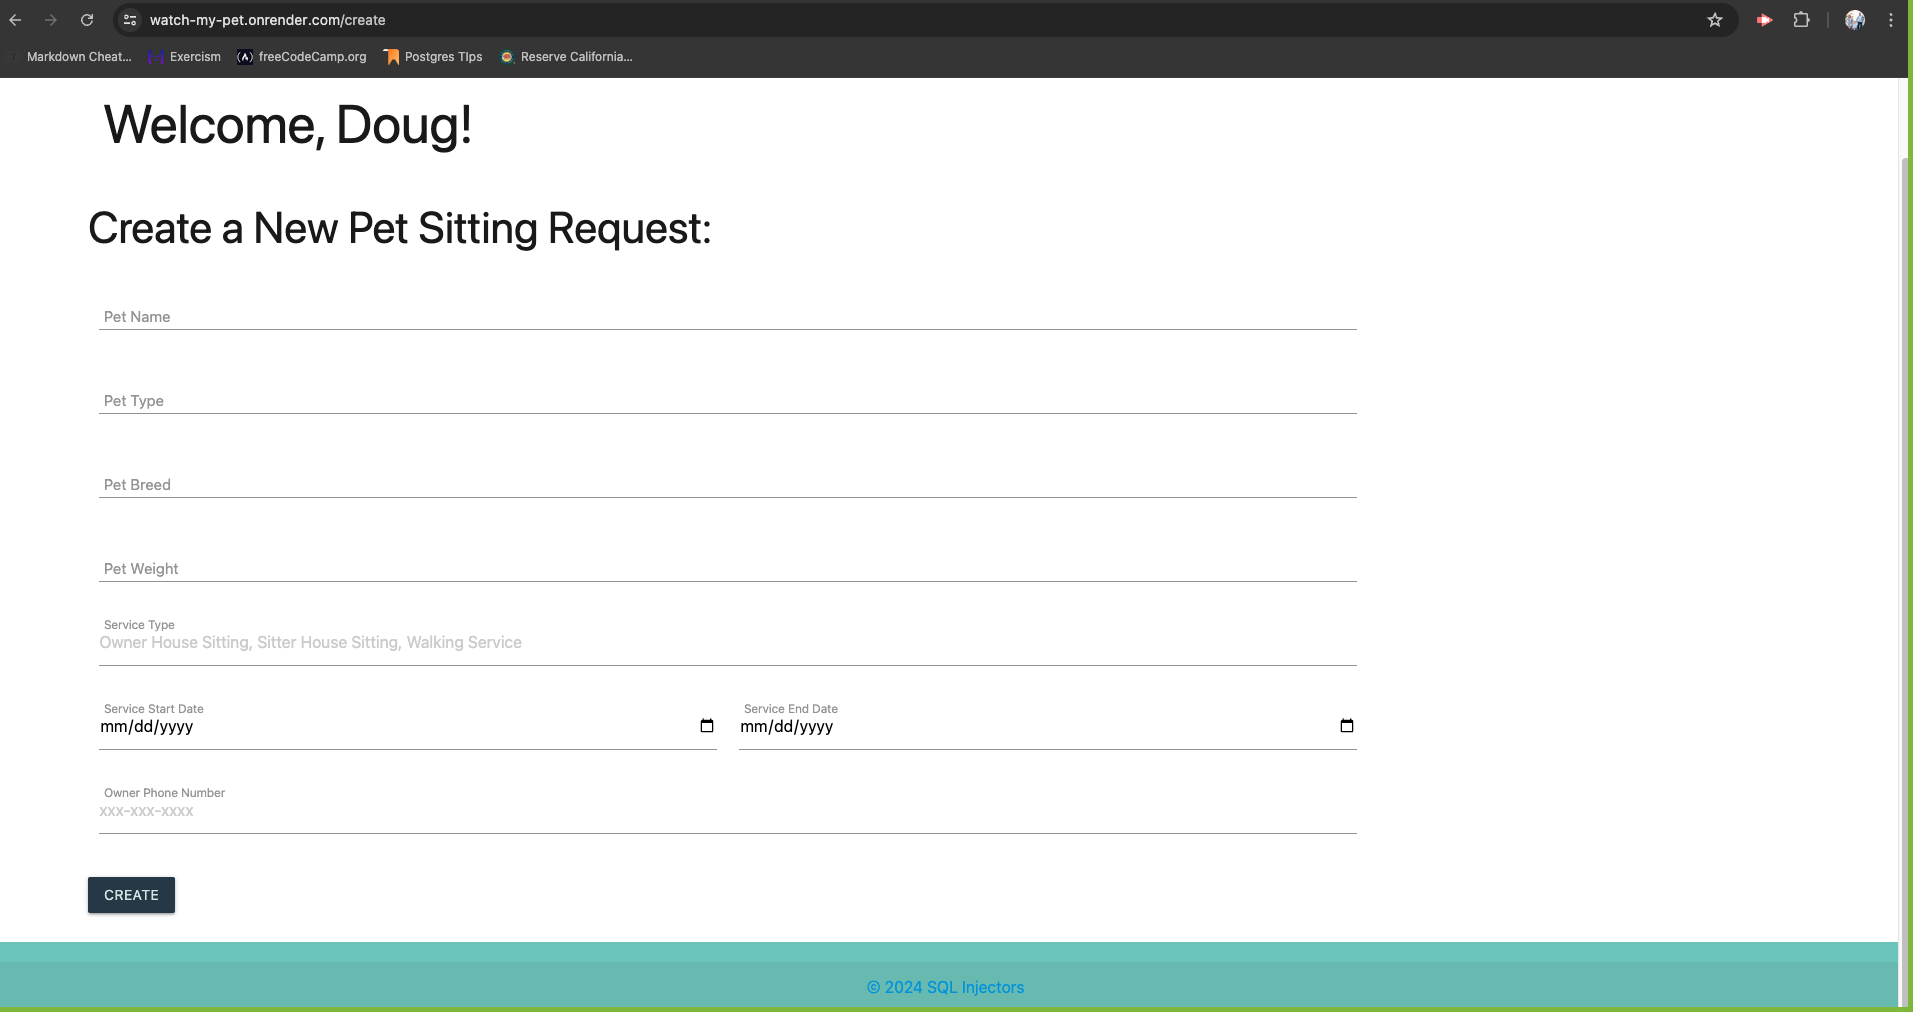 watch-my-pet.onrender.com/create
Markdown Cheat... Exercism freeCodeCamp.org Postgres TIps Reserve California...
Welcome, Doug!
Create a New Pet Sitting Request:
Pet Name
Pet Type
Pet Breed
Pet Weight
Service Type
Owner House Sitting, Sitter House Sitting, Walking Service
Service Start Date Service End Date
mm/dd/yyyy mm/dd/yyyy
Owner Phone Number
xxx-xxx-xxxx
CREATE
© 2024 SQL Injectors